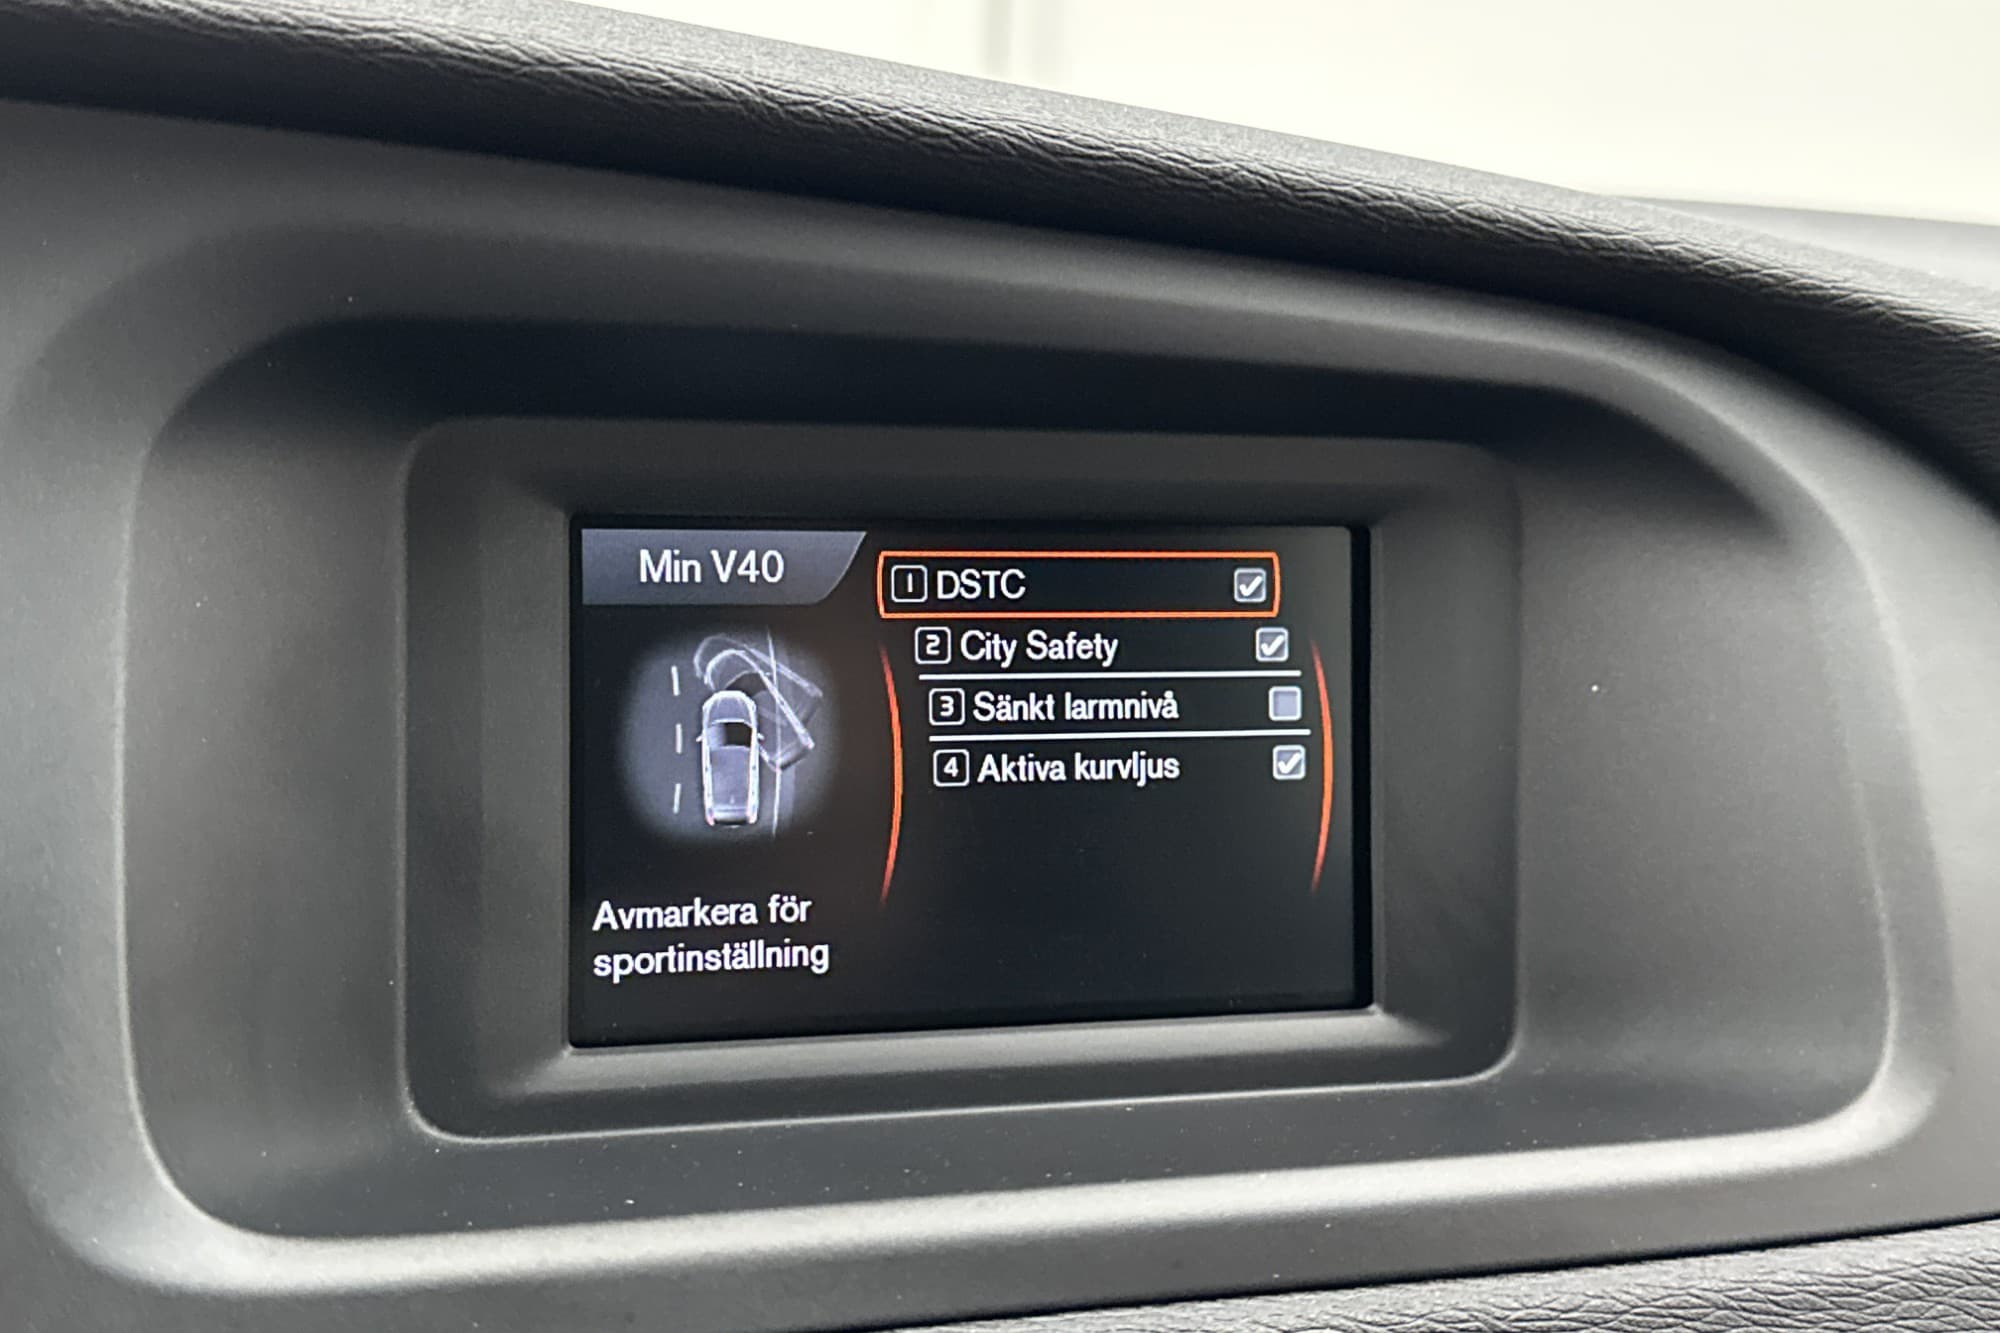 Min V40
1 DSTC
2 City Safety
3 Sänkt larmnivå
4 Aktiva kurvljus
Avmarkera för
sportinställning